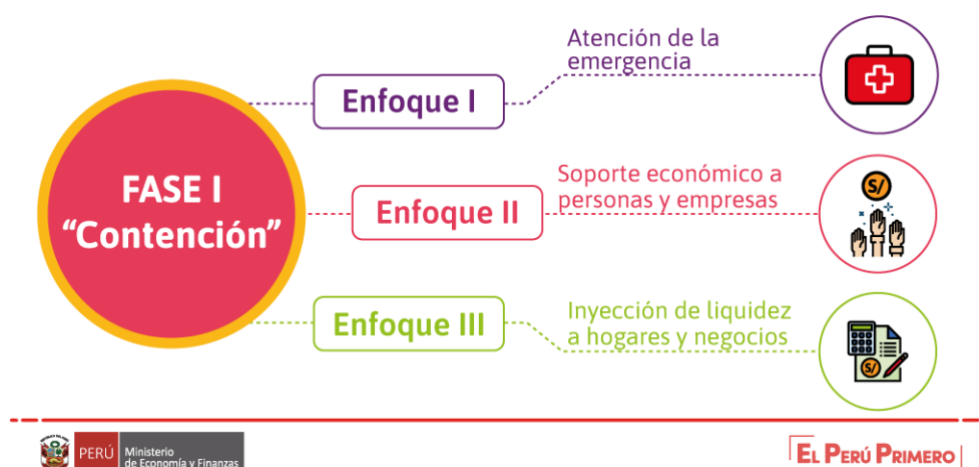 FASE I
“Contención”
Enfoque I
Atención de la
emergencia
Enfoque II
Soporte económico a
personas y empresas
S/
Enfoque III
Inyección de liquidez
a hogares y negocios
S/
PERÚ
Ministerio
de Economía y Finanzas
EL PERÚ PRIMERO